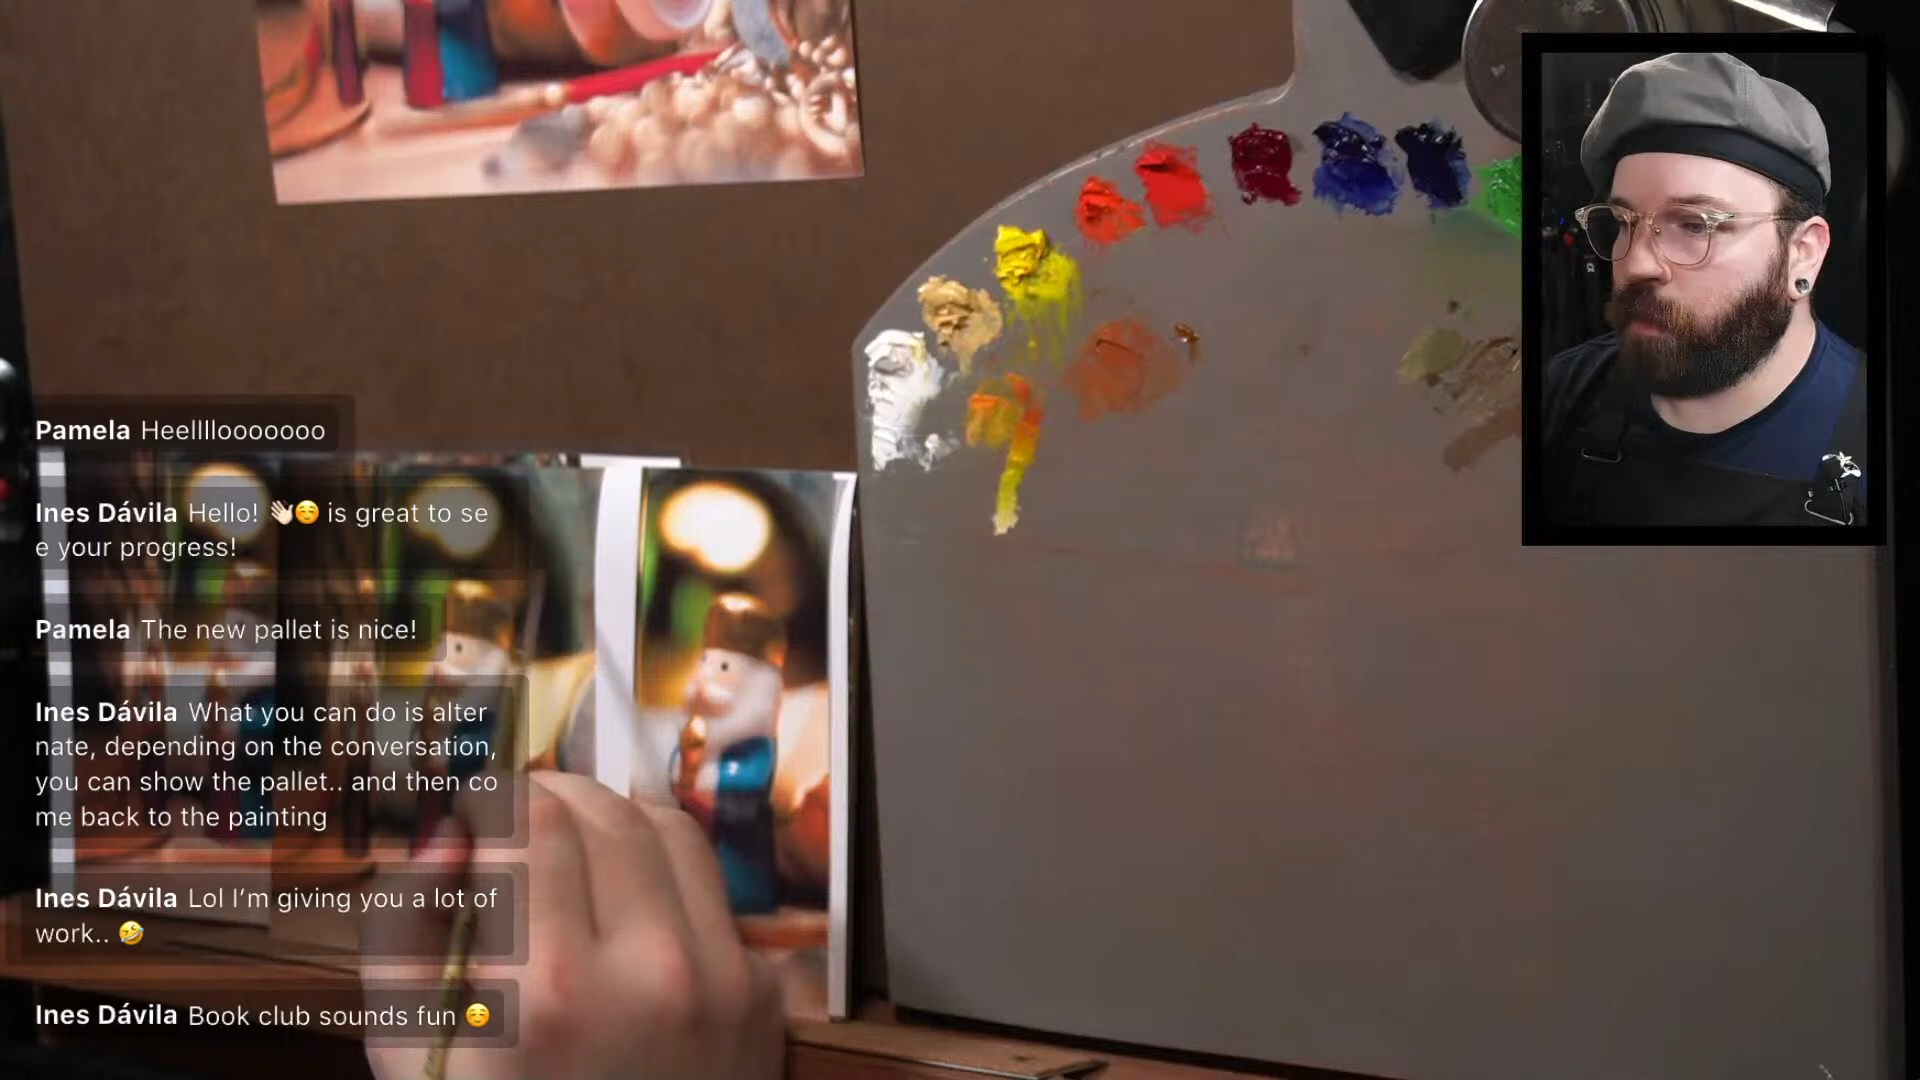 Pamela Heelllloooooooo
Ines Dávila Hello! 👋🏻☺️ is great to se
e your progress!
Pamela The new pallet is nice!
Ines Dávila What you can do is alter
nate, depending on the conversation,
you can show the pallet.. and then co
me back to the painting
Ines Dávila Lol I’m giving you a lot of
work.. 🤣
Ines Dávila Book club sounds fun ☺️